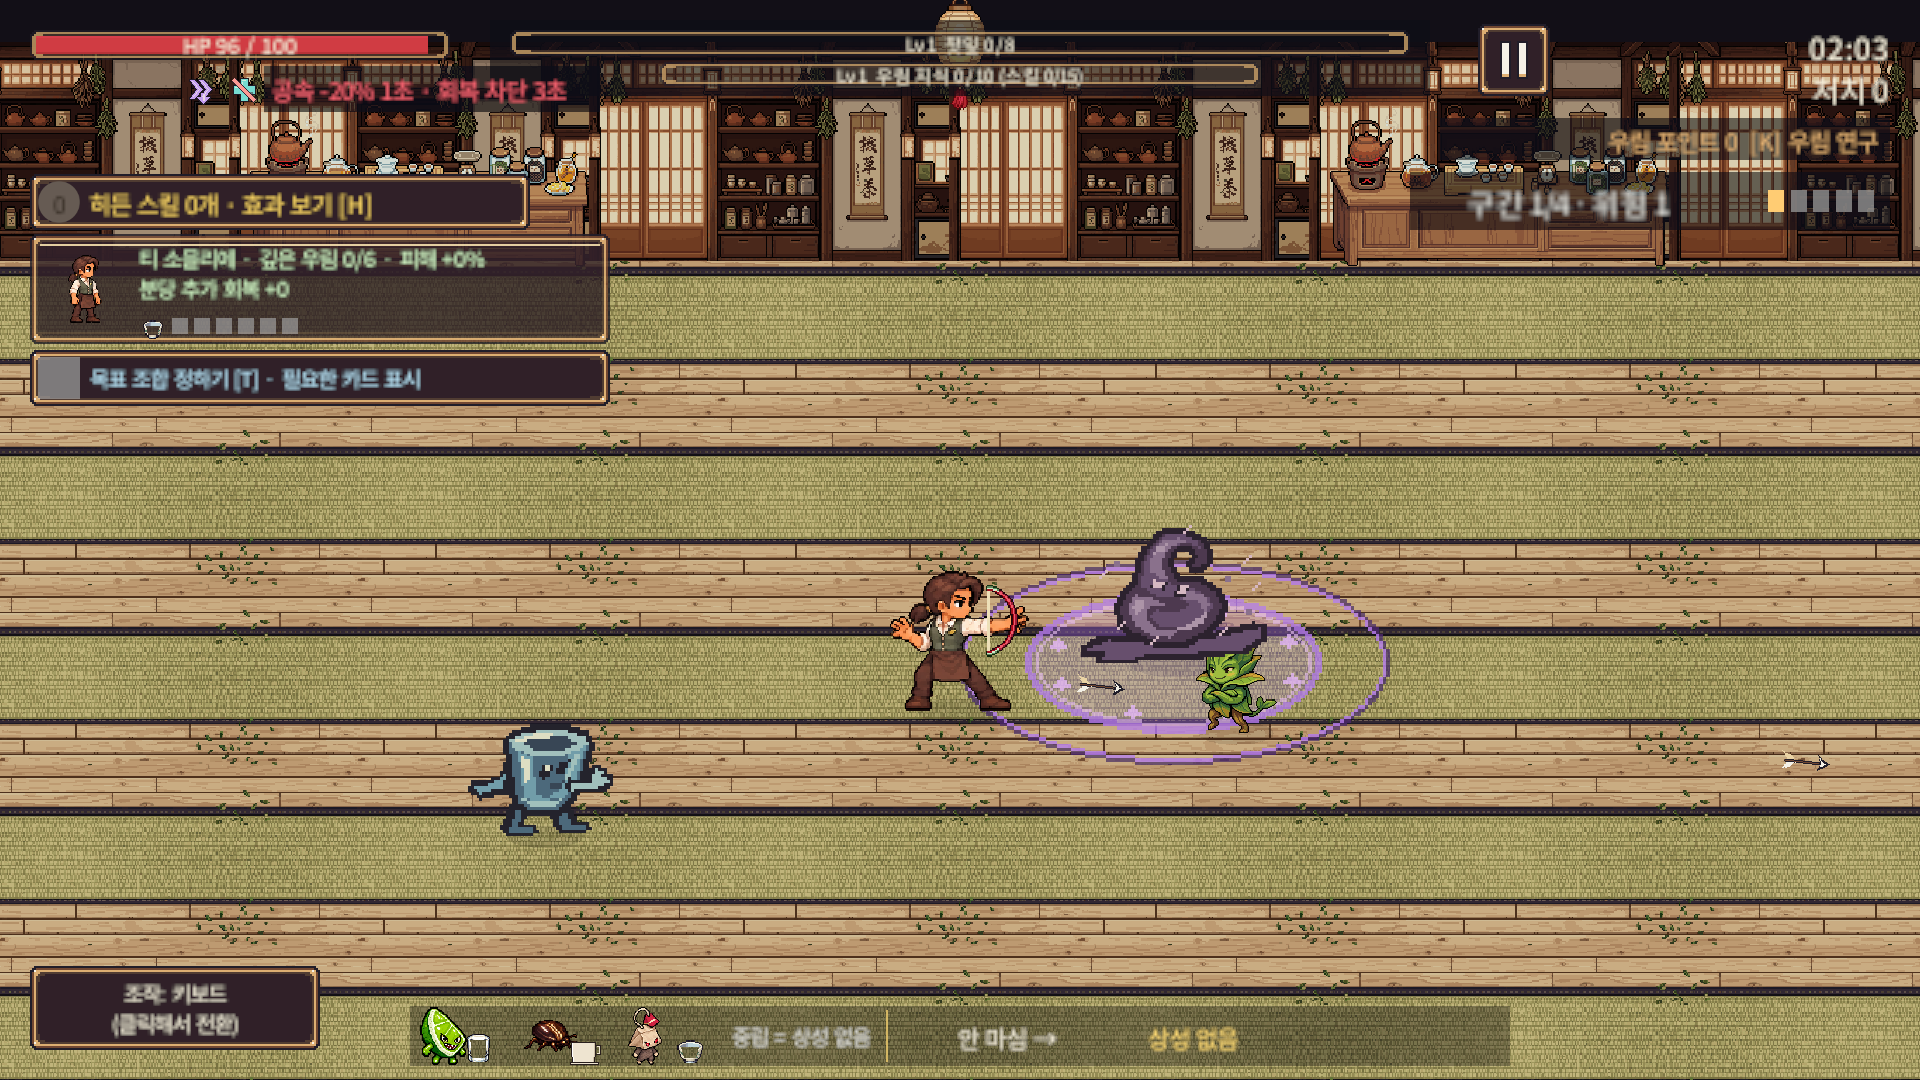 HP 96 / 100
Lv1 찻잎 0/8
Lv1 우림 지식 0/10 (스킬 0/15)
02:03
저지 0
공속 -20% 1초 · 회복 차단 3초
우림 포인트 0 [K] 우림 연구
구간 1/4 · 위험 1
0 히든 스킬 0개 · 효과 보기 [H]
티 소믈리에 - 깊은 우림 0/6 - 피해 +0%
분당 추가 회복 +0
목표 조합 정하기 [T] - 필요한 카드 표시
조작: 키보드
(클릭해서 전환)
중립 = 상성 없음
안 마심 →
상성 없음